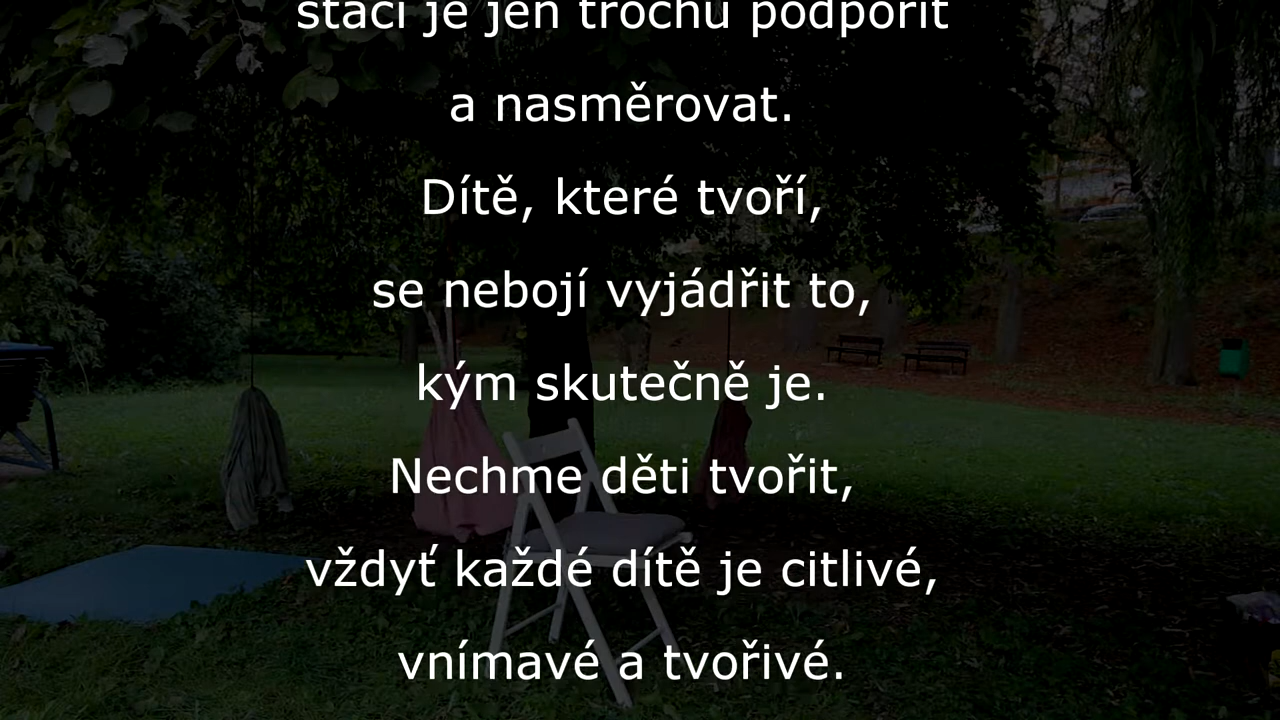 stačí je jen trochu podpořit
a nasměrovat.
Dítě, které tvoří,
se nebojí vyjádřit to,
kým skutečně je.
Nechme děti tvořit,
vždyť každé dítě je citlivé,
vnímavé a tvořivé.